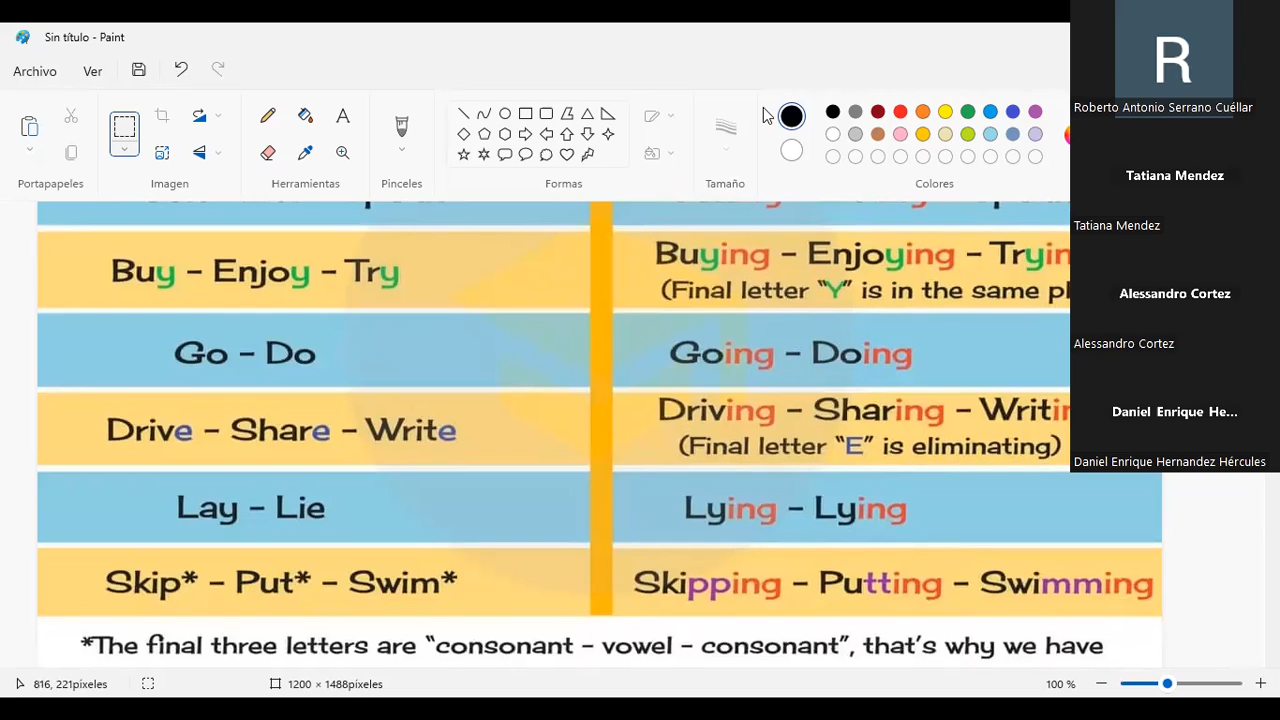 Sin título - Paint
R
Archivo
Ver
Roberto Antonio Serrano Cuéllar
Portapapeles
Imagen
Herramientas
Pinceles
Formas
Tamaño
Colores
Tatiana Mendez
Tatiana Mendez
Buy – Enjoy – Try
Buying – Enjoying – Tryin
(Final letter "Y" is in the same pl
Alessandro Cortez
Alessandro Cortez
Go – Do
Going – Doing
Drive – Share – Write
Driving – Sharing – Writin
(Final letter "E" is eliminating)
Daniel Enrique He...
Daniel Enrique Hernandez Hércules
Lay – Lie
Lying – Lying
Skip* – Put* – Swim*
Skipping – Putting – Swimming
*The final three letters are "consonant – vowel – consonant", that's why we have
816, 221píxeles
1200 × 1488píxeles
100 %